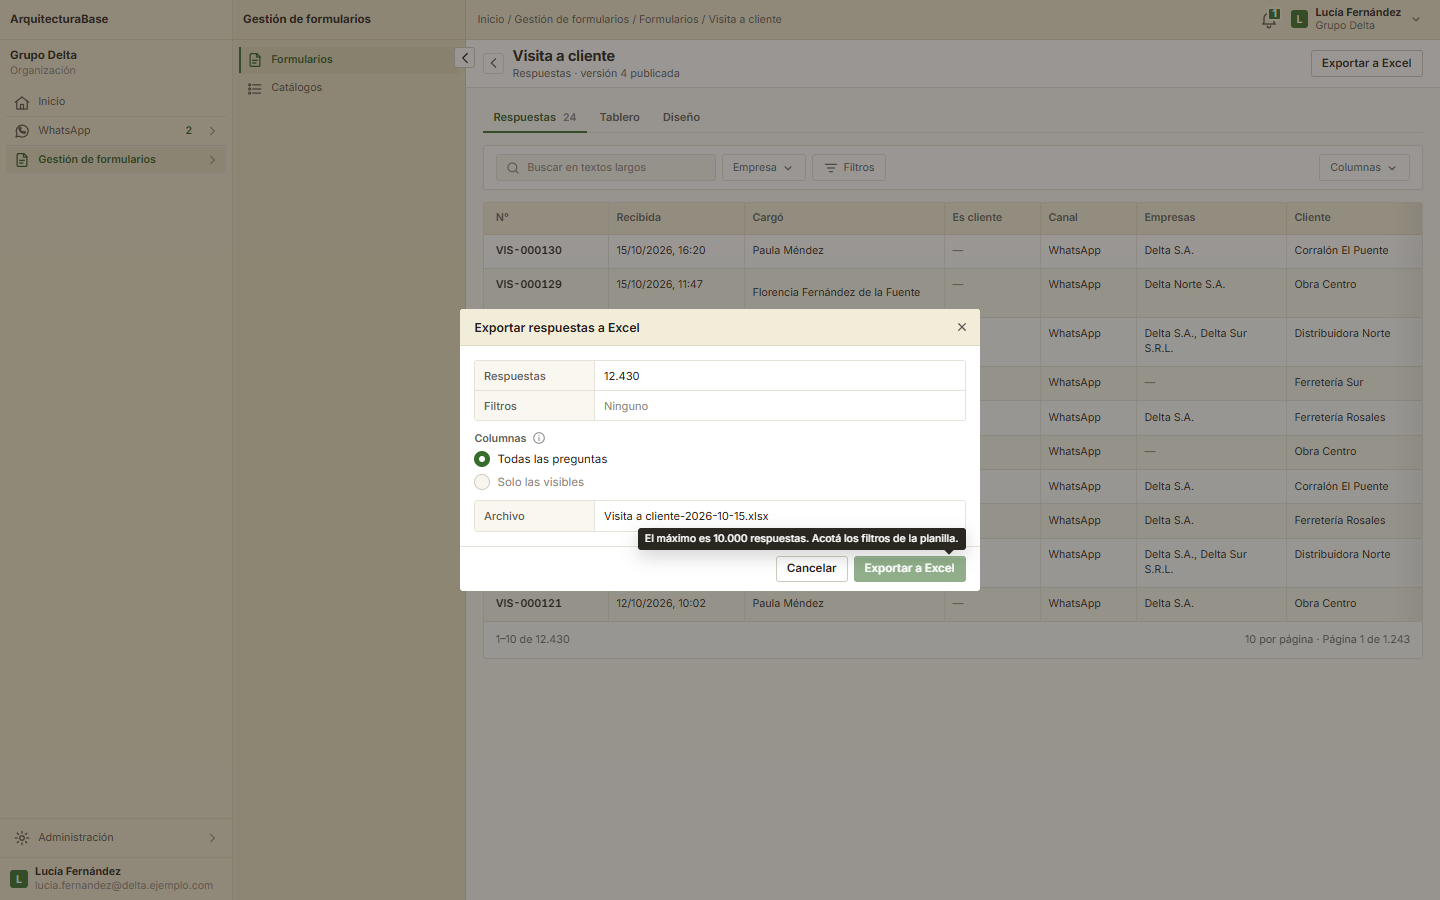 ArquitecturaBase
Grupo Delta
Organización
Inicio
WhatsApp 2
Gestión de formularios
Administración
L Lucía Fernández
lucia.fernandez@delta.ejemplo.com
Gestión de formularios
Formularios
Catálogos
Inicio / Gestión de formularios / Formularios / Visita a cliente
1
L Lucía Fernández
Grupo Delta
Visita a cliente
Respuestas · versión 4 publicada
Exportar a Excel
Respuestas 24 Tablero Diseño
Buscar en textos largos Empresa Filtros Columnas
Nº Recibida Cargó Es cliente Canal Empresas Cliente
VIS-000130 15/10/2026, 16:20 Paula Méndez — WhatsApp Delta S.A. Corralón El Puente
VIS-000129 15/10/2026, 11:47 Florencia Fernández de la Fuente — WhatsApp Delta Norte S.A. Obra Centro
WhatsApp Delta S.A., Delta Sur Distribuidora Norte
S.R.L.
WhatsApp — Ferretería Sur
WhatsApp Delta S.A. Ferretería Rosales
WhatsApp — Obra Centro
WhatsApp Delta S.A. Corralón El Puente
WhatsApp Delta S.A. Ferretería Rosales
WhatsApp Delta S.A., Delta Sur Distribuidora Norte
S.R.L.
VIS-000121 12/10/2026, 10:02 Paula Méndez — WhatsApp Delta S.A. Obra Centro
1–10 de 12.430 10 por página · Página 1 de 1.243
Exportar respuestas a Excel
Respuestas 12.430
Filtros Ninguno
Columnas
Todas las preguntas
Solo las visibles
Archivo Visita a cliente-2026-10-15.xlsx
El máximo es 10.000 respuestas. Acotá los filtros de la planilla.
Cancelar Exportar a Excel